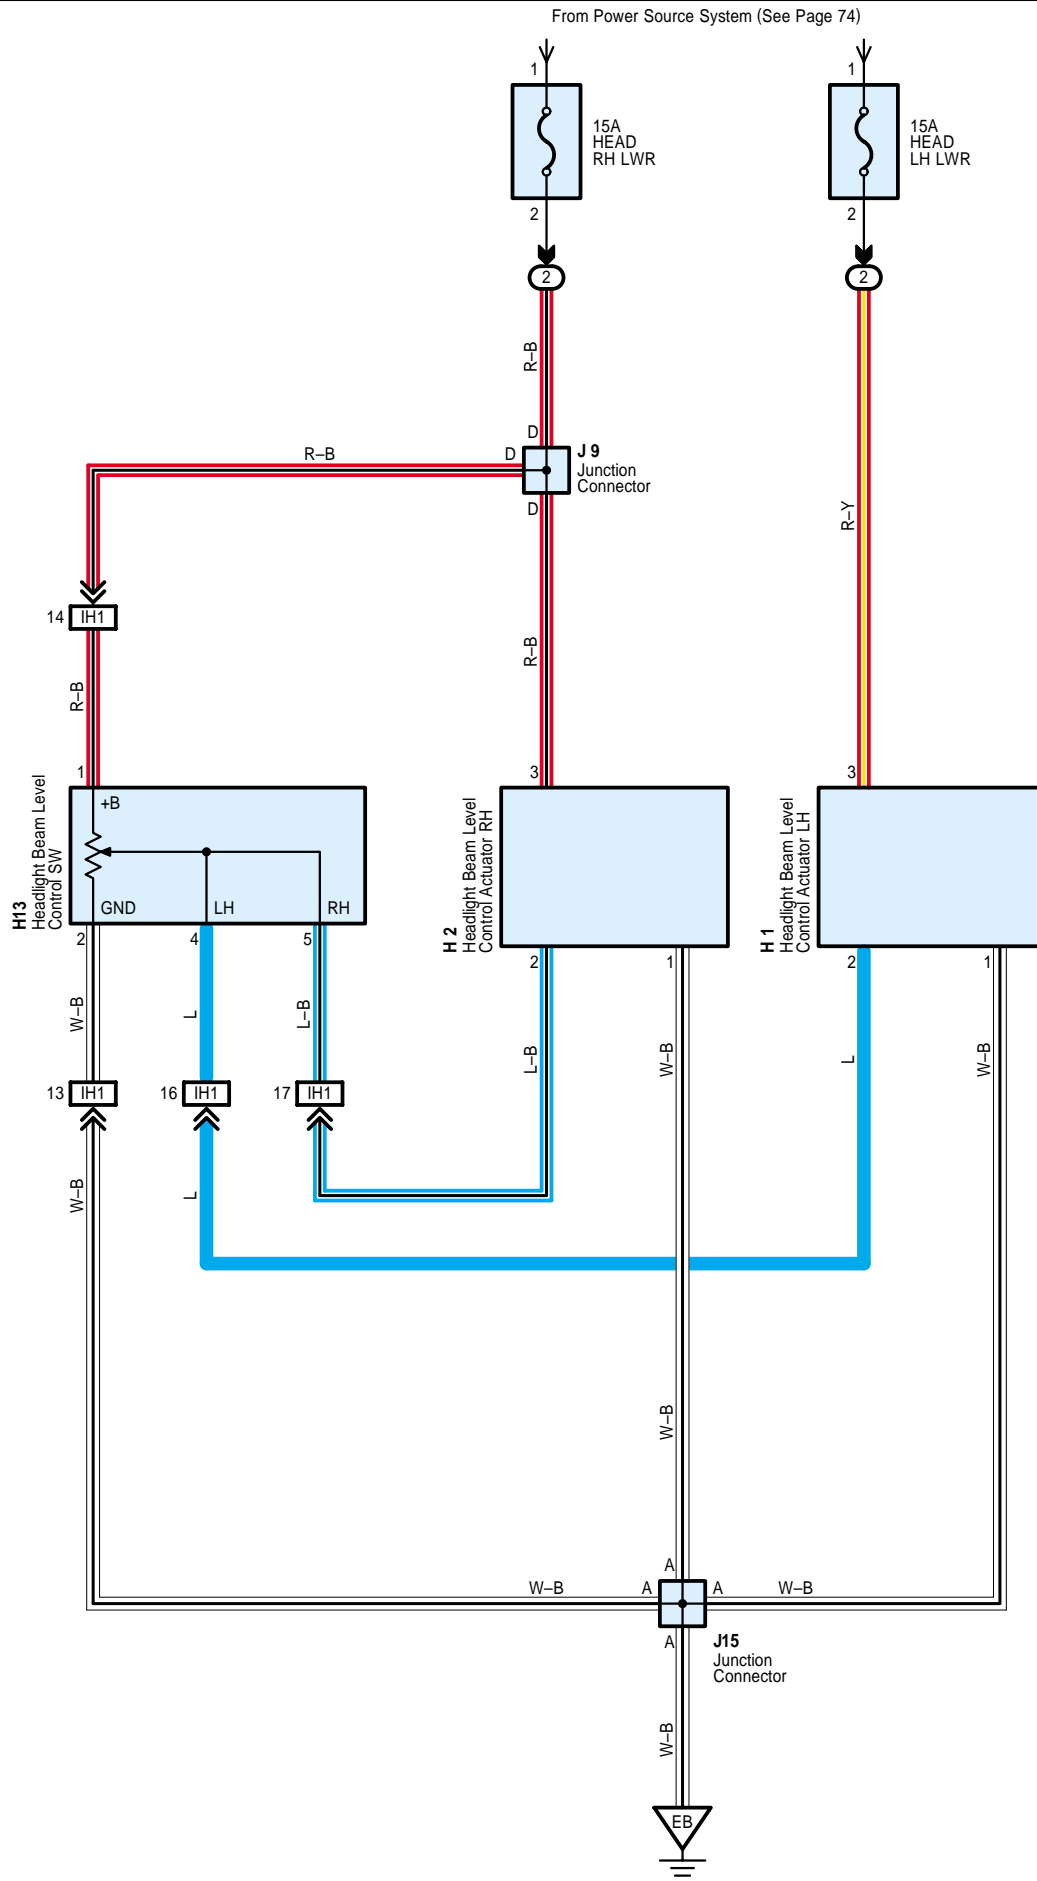 From Power Source System (See Page 74)
1
1
15A
HEAD
RH LWR
15A
HEAD
LH LWR
2
2
2
2
R–B
D
R–B
D
J 9
Junction
Connector
D
R–Y
14
IH1
R–B
R–B
1
3
3
H13
Headlight Beam Level
Control SW
+B
GND
LH
RH
H 2
Headlight Beam Level
Control Actuator RH
H 1
Headlight Beam Level
Control Actuator LH
2
4
5
2
1
2
1
W–B
L
L–B
L–B
W–B
L
W–B
13
IH1
16
IH1
17
IH1
W–B
L
W–B
A
W–B
A
A
W–B
A
J15
Junction
Connector
W–B
EB